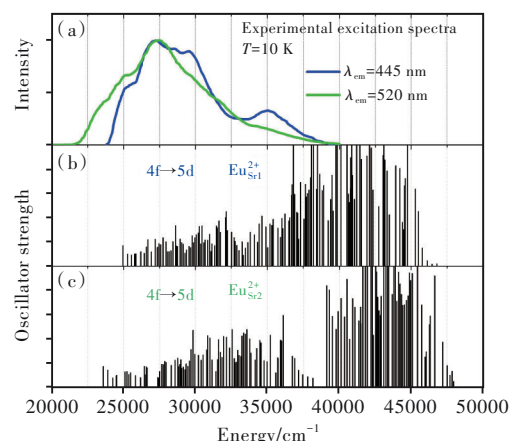 (a)
Experimental excitation spectra
T=10 K
λem=445 nm
λem=520 nm
Intensity
(b)
4f→5d
Eu²⁺Sr1
(c)
4f→5d
Eu²⁺Sr2
Oscillator strength
20000 25000 30000 35000 40000 45000 50000
Energy/cm⁻¹